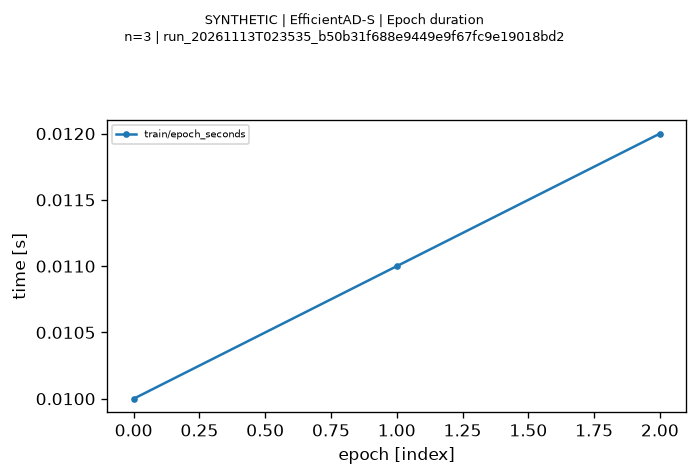 SYNTHETIC | EfficientAD-S | Epoch duration
n=3 | run_20261113T023535_b50b31f688e9449e9f67fc9e19018bd2
train/epoch_seconds
0.0120
0.0115
0.0110
0.0105
0.0100
time [s]
0.00 0.25 0.50 0.75 1.00 1.25 1.50 1.75 2.00
epoch [index]